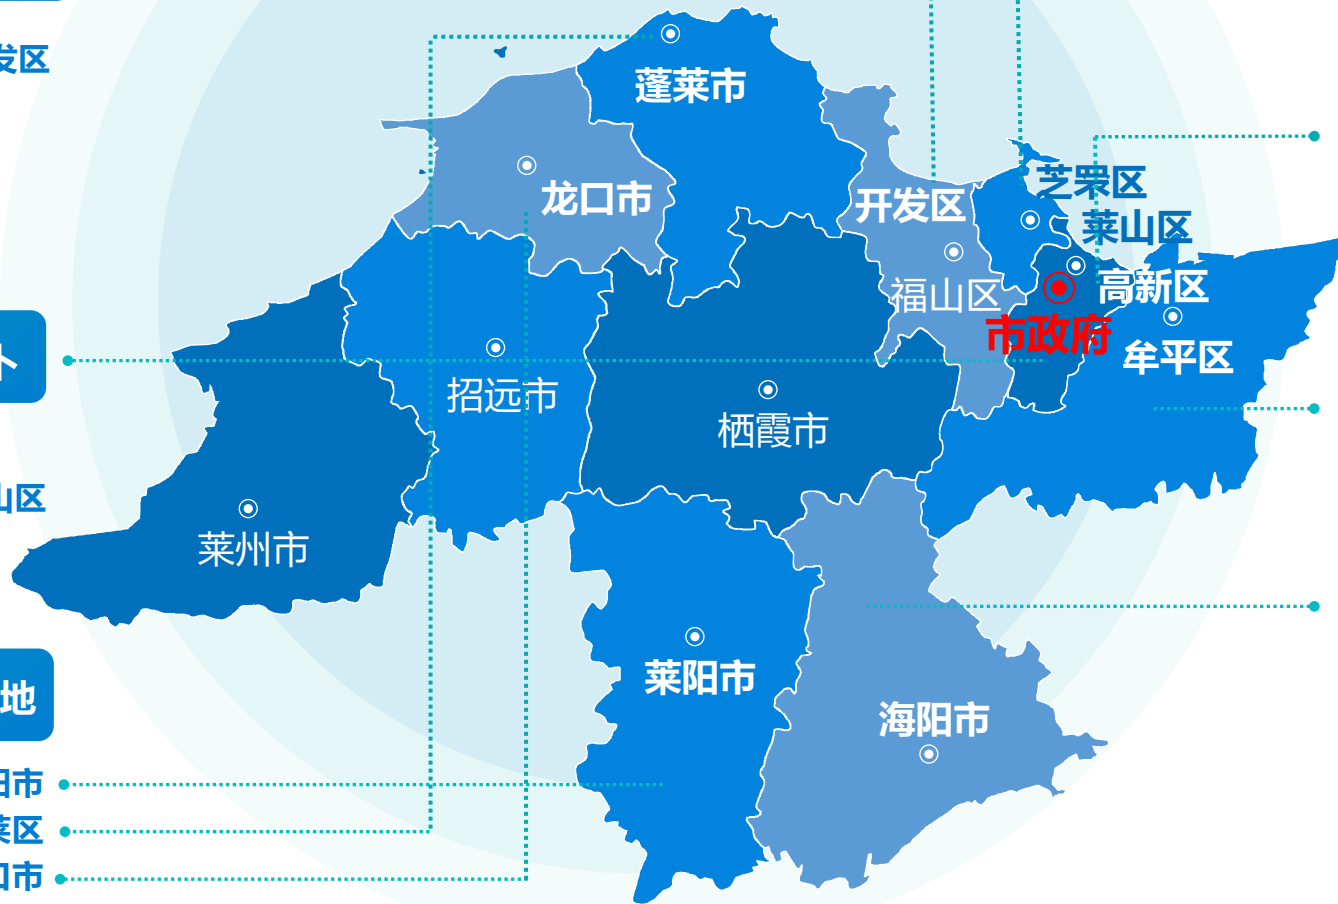 发区
蓬莱市
龙口市
开发区
芝罘区
莱山区
福山区
高新区
市政府
牟平区
招远市
栖霞市
山区
莱州市
莱阳市
地
海阳市
阳市
莱区
口市